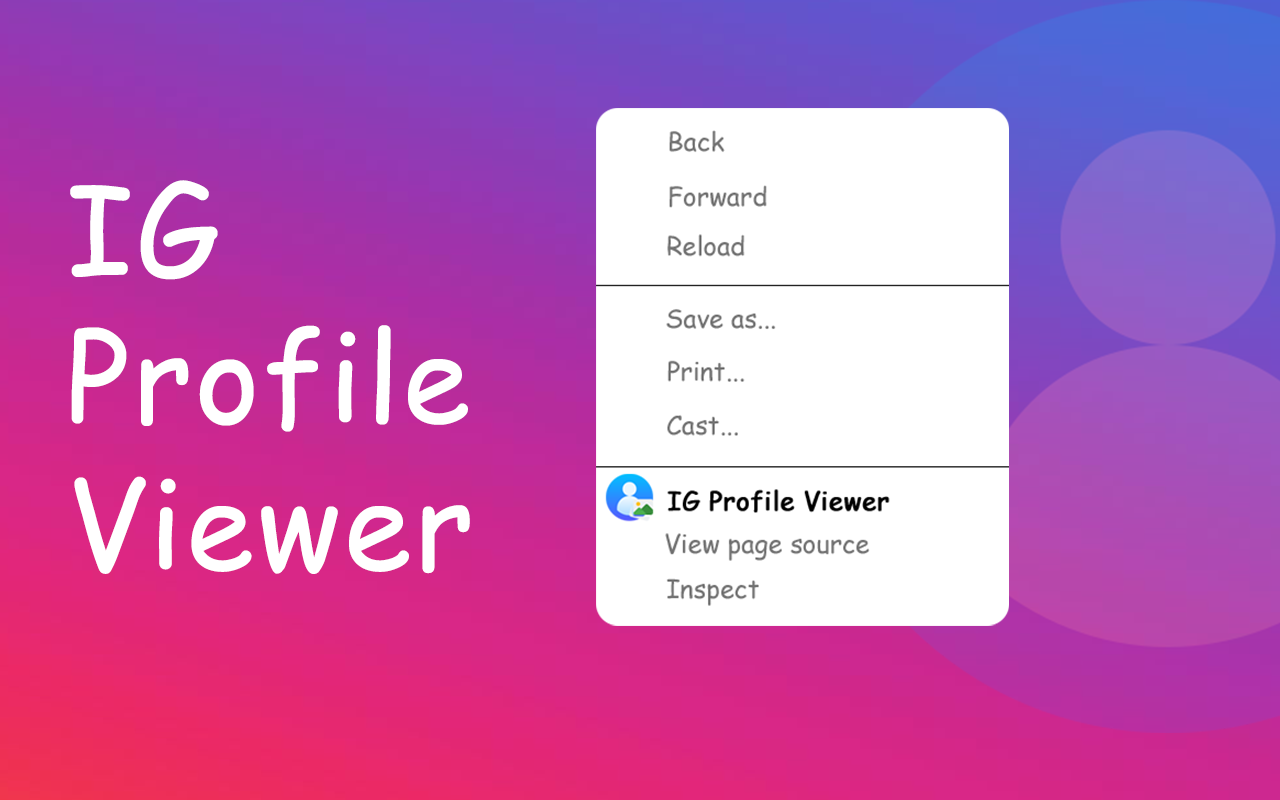 IG
Profile
Viewer
Back
Forward
Reload
Save as...
Print...
Cast...
IG Profile Viewer
View page source
Inspect